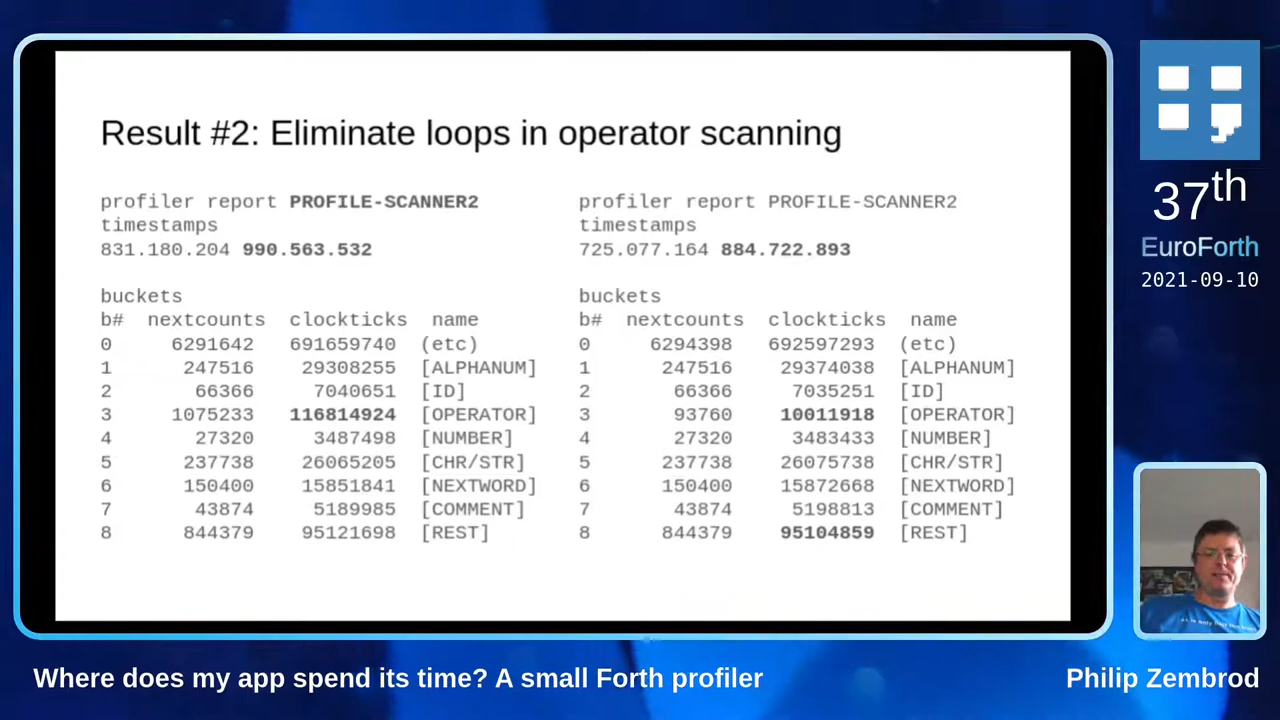 Result #2: Eliminate loops in operator scanning
profiler report PROFILE-SCANNER2
timestamps
831.180.204 990.563.532
buckets
b# nextcounts clockticks name
0 6291642 691659740 (etc)
1 247516 29308255 [ALPHANUM]
2 66366 7040651 [ID]
3 1075233 116814924 [OPERATOR]
4 27320 3487498 [NUMBER]
5 237738 26065205 [CHR/STR]
6 150400 15851841 [NEXTWORD]
7 43874 5189985 [COMMENT]
8 844379 95121698 [REST]
profiler report PROFILE-SCANNER2
timestamps
725.077.164 884.722.893
buckets
b# nextcounts clockticks name
0 6294398 692597293 (etc)
1 247516 29374038 [ALPHANUM]
2 66366 7035251 [ID]
3 93760 10011918 [OPERATOR]
4 27320 3483433 [NUMBER]
5 237738 26075738 [CHR/STR]
6 150400 15872668 [NEXTWORD]
7 43874 5198813 [COMMENT]
8 844379 95104859 [REST]
37th
EuroForth
2021-09-10
Where does my app spend its time? A small Forth profiler
Philip Zembrod